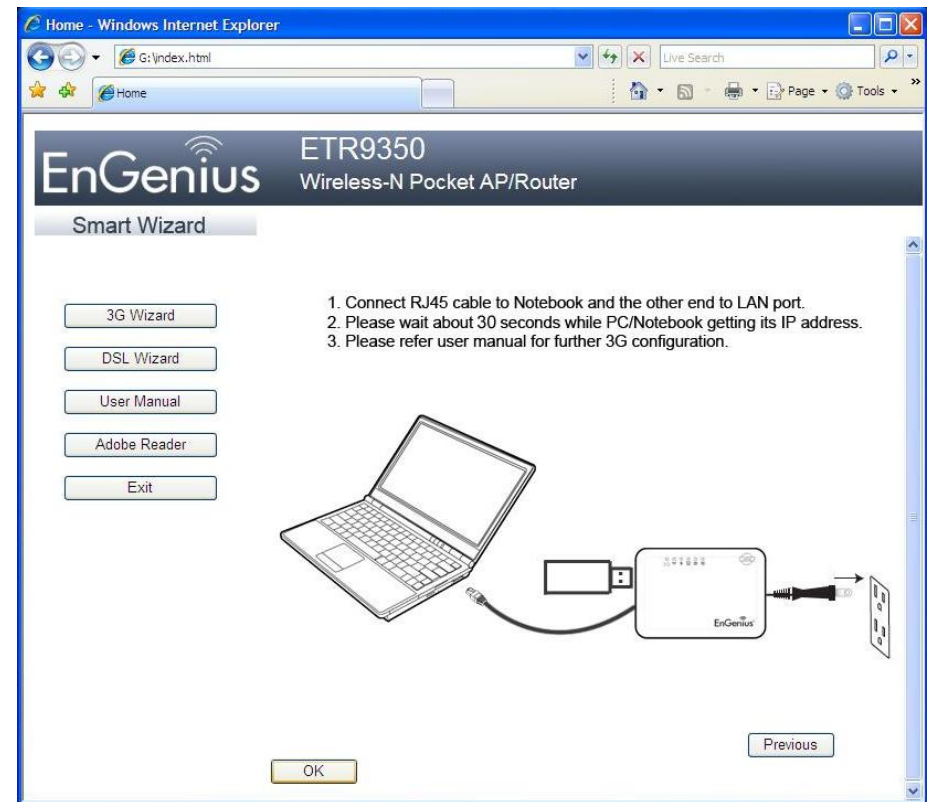 Home - Windows Internet Explorer
G:\index.html
Live Search
Home
Page
Tools
»
EnGenius
ETR9350
Wireless-N Pocket AP/Router
Smart Wizard
3G Wizard
DSL Wizard
User Manual
Adobe Reader
Exit
1. Connect RJ45 cable to Notebook and the other end to LAN port.
2. Please wait about 30 seconds while PC/Notebook getting its IP address.
3. Please refer user manual for further 3G configuration.
EnGenius
Previous
OK